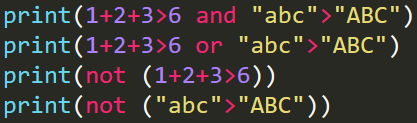 print(1+2+3>6 and "abc">"ABC")
print(1+2+3>6 or "abc">"ABC")
print(not (1+2+3>6))
print(not ("abc">"ABC"))